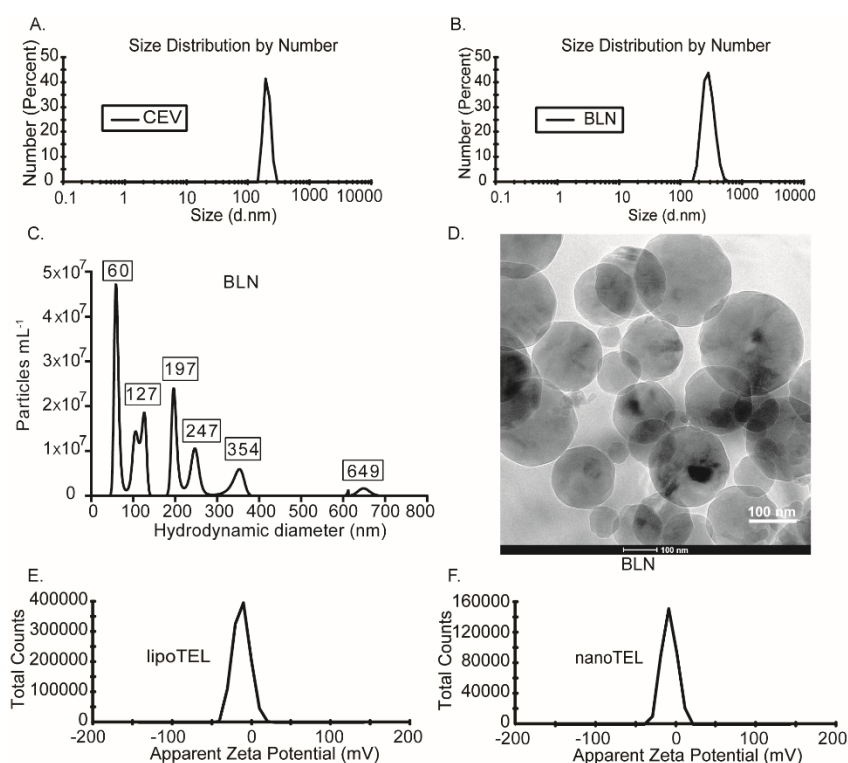 A.
Size Distribution by Number
Number (Percent)
50
40
30
20
10
0
CEV
0.1 1 10 100 1000 10000
Size (d.nm)
B.
Size Distribution by Number
Number (Percent)
50
40
30
20
10
0
BLN
0.1 1 10 100 1000 10000
Size (d.nm)
C.
BLN
Particles mL⁻¹
5x10⁷
4x10⁷
3x10⁷
2x10⁷
1x10⁷
0
60
127
197
247
354
649
0 100 200 300 400 500 600 700 800
Hydrodynamic diameter (nm)
D.
100 nm
100 nm
BLN
E.
Total Counts
400000
300000
200000
100000
0
lipoTEL
-200 -100 0 100 200
Apparent Zeta Potential (mV)
F.
Total Counts
160000
120000
80000
40000
0
nanoTEL
-200 -100 0 100 200
Apparent Zeta Potential (mV)